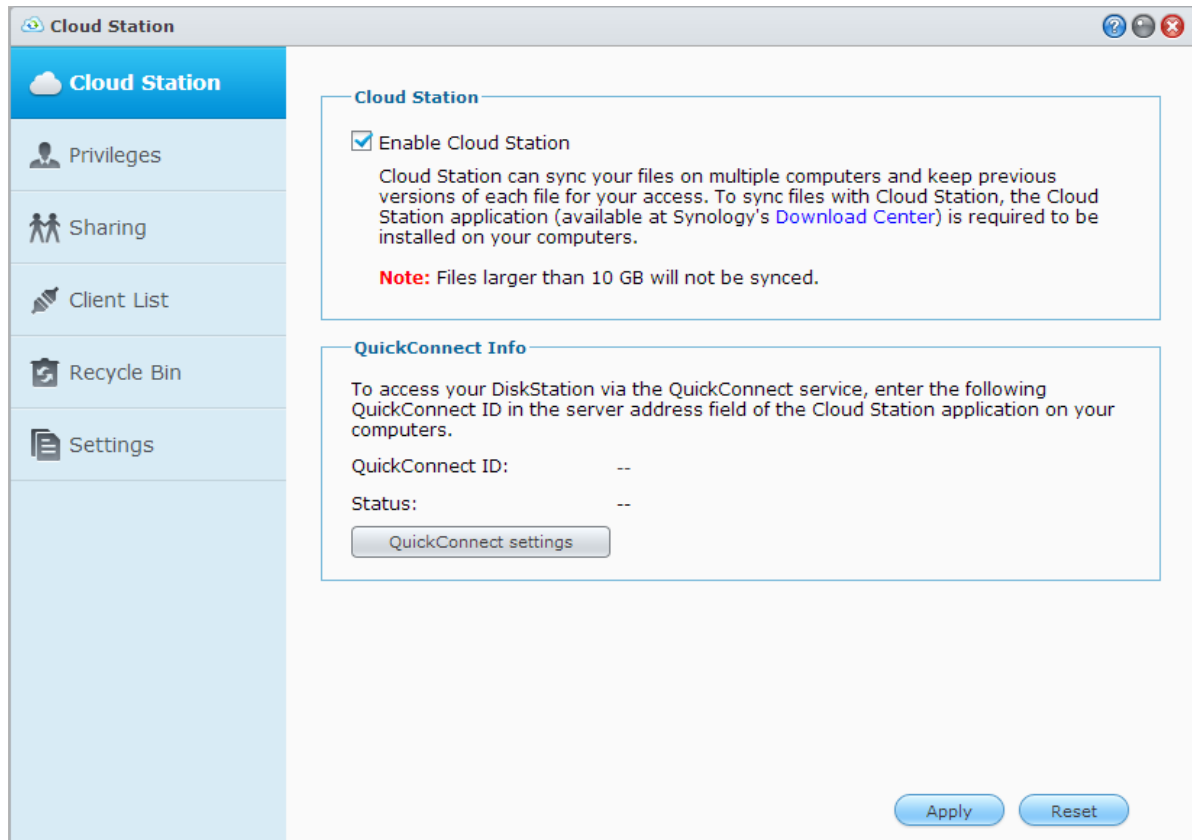 Cloud Station
Cloud Station
Privileges
Sharing
Client List
Recycle Bin
Settings
Cloud Station
Enable Cloud Station
Cloud Station can sync your files on multiple computers and keep previous
versions of each file for your access. To sync files with Cloud Station, the Cloud
Station application (available at Synology's Download Center) is required to be
installed on your computers.
Note: Files larger than 10 GB will not be synced.
QuickConnect Info
To access your DiskStation via the QuickConnect service, enter the following
QuickConnect ID in the server address field of the Cloud Station application on your
computers.
QuickConnect ID: --
Status: --
QuickConnect settings
Apply Reset